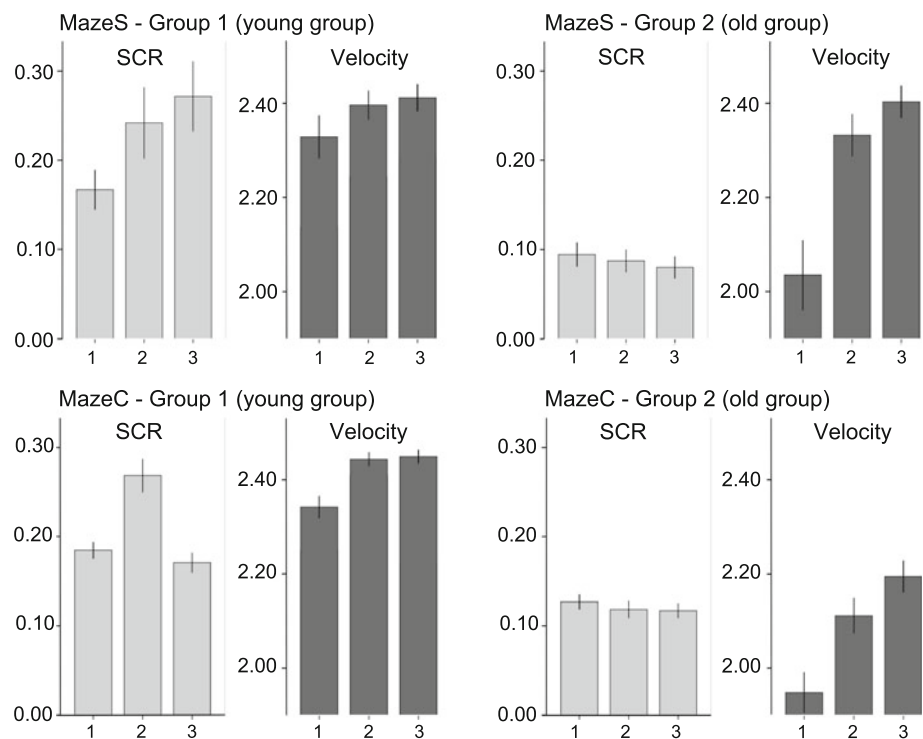 MazeS - Group 1 (young group)
SCR
Velocity
0.30
0.20
0.10
0.00
1 2 3
2.40
2.20
2.00
1 2 3
MazeS - Group 2 (old group)
SCR
Velocity
0.30
0.20
0.10
0.00
1 2 3
2.40
2.20
2.00
1 2 3
MazeC - Group 1 (young group)
SCR
Velocity
0.30
0.20
0.10
0.00
1 2 3
2.40
2.20
2.00
1 2 3
MazeC - Group 2 (old group)
SCR
Velocity
0.30
0.20
0.10
0.00
1 2 3
2.40
2.20
2.00
1 2 3